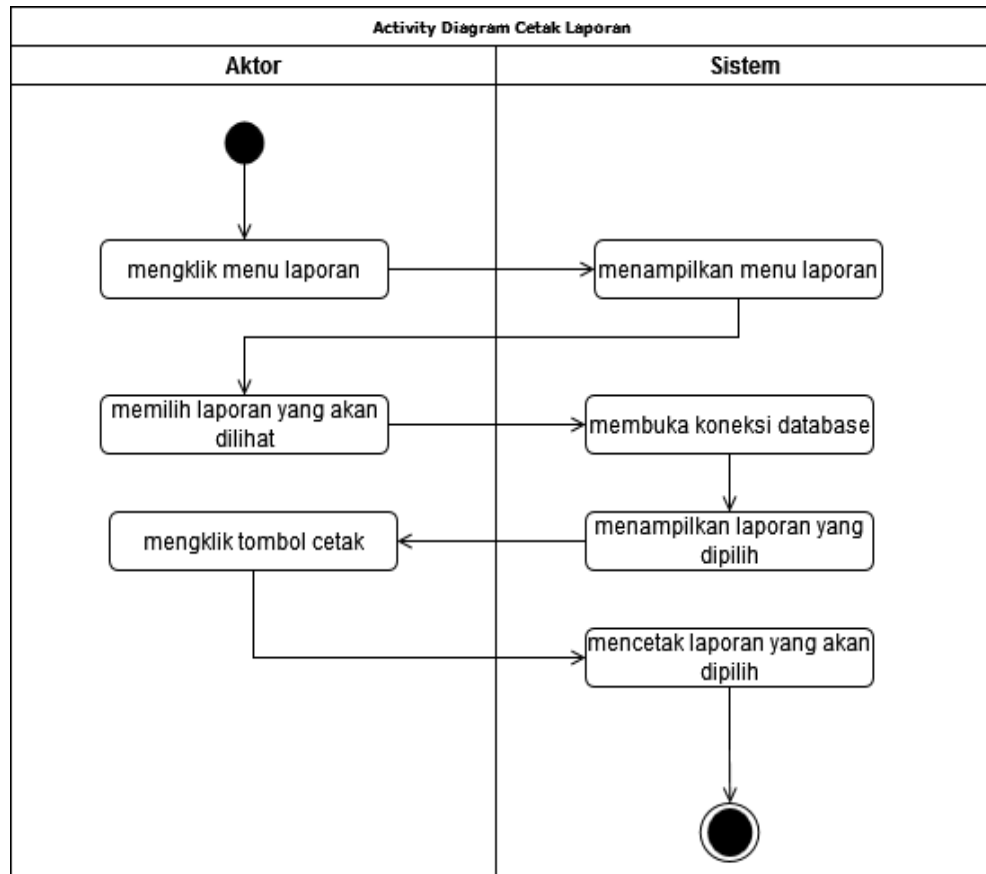 Activity Diagram Cetak Laporan
Aktor
Sistem
mengklik menu laporan
menampilkan menu laporan
memilih laporan yang akan
dilihat
membuka koneksi database
menampilkan laporan yang
dipilih
mengklik tombol cetak
mencetak laporan yang akan
dipilih